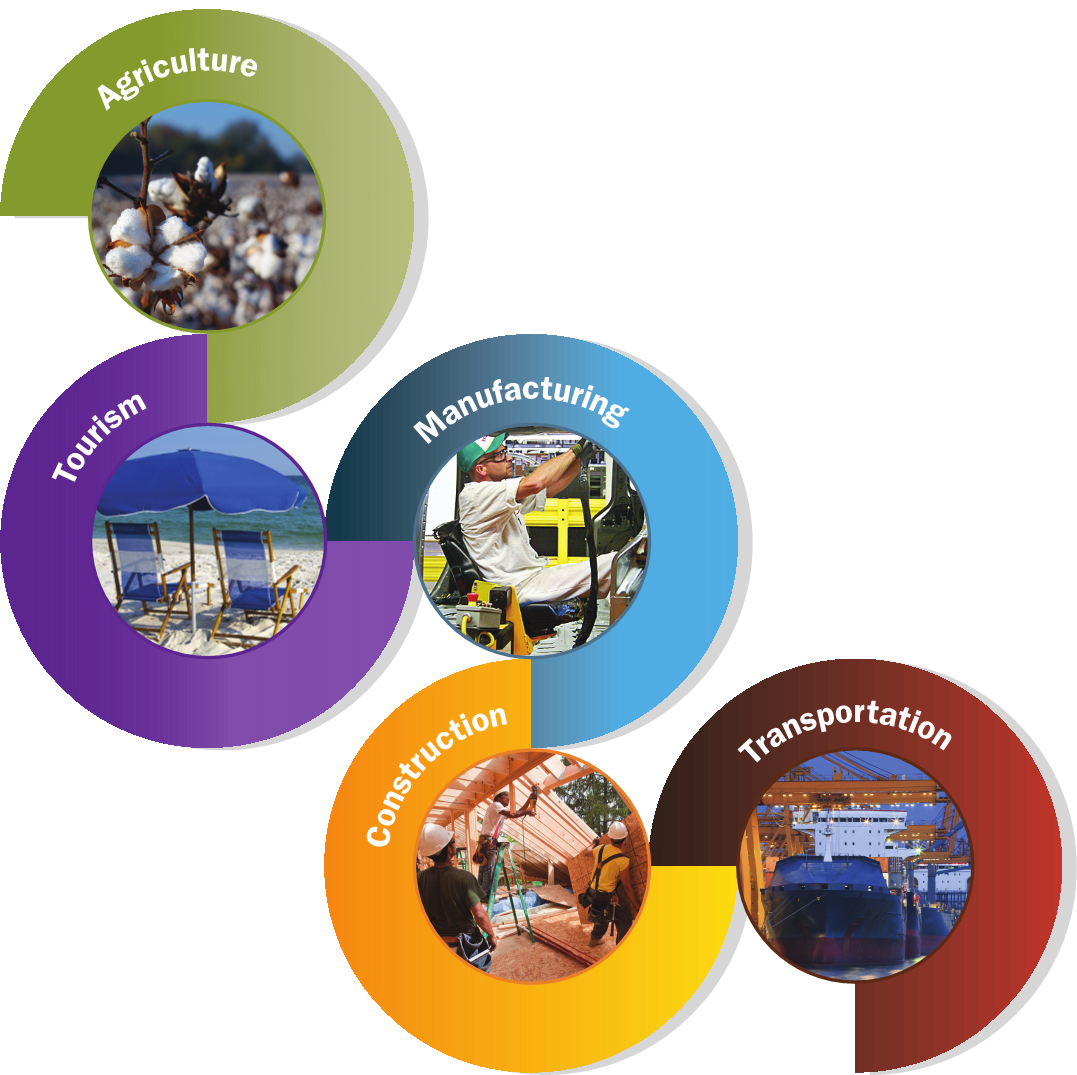 Agriculture
Tourism
Manufacturing
Construction
Transportation